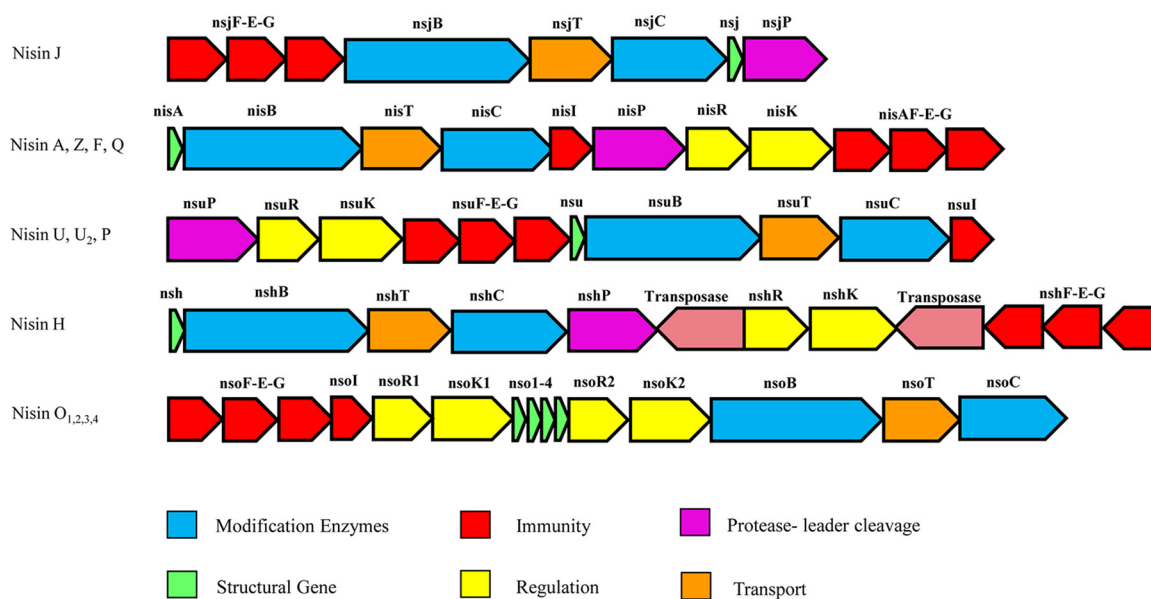 nsjF-E-G nsjB nsjT nsjC nsj nsjP
Nisin J
nisA nisB nisT nisC nisI nisP nisR nisK nisAF-E-G
Nisin A, Z, F, Q
nsuP nsuR nsuK nsuF-E-G nsu nsuB nsuT nsuC nsuI
Nisin U, U₂, P
nsh nshB nshT nshC nshP Transposase nshR nshK Transposase nshF-E-G
Nisin H
nsoF-E-G nsoI nsoR1 nsoK1 nso1-4 nsoR2 nsoK2 nsoB nsoT nsoC
Nisin O₁,₂,₃,₄
Modification Enzymes Immunity Protease- leader cleavage
Structural Gene Regulation Transport